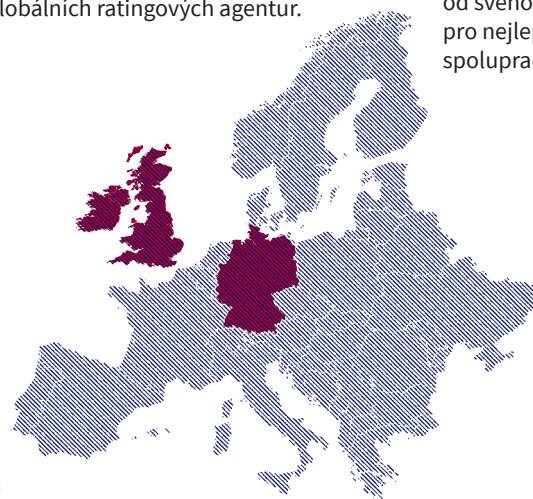 lobálních ratingových agentur.
od svého
pro nejlep
spoluprac